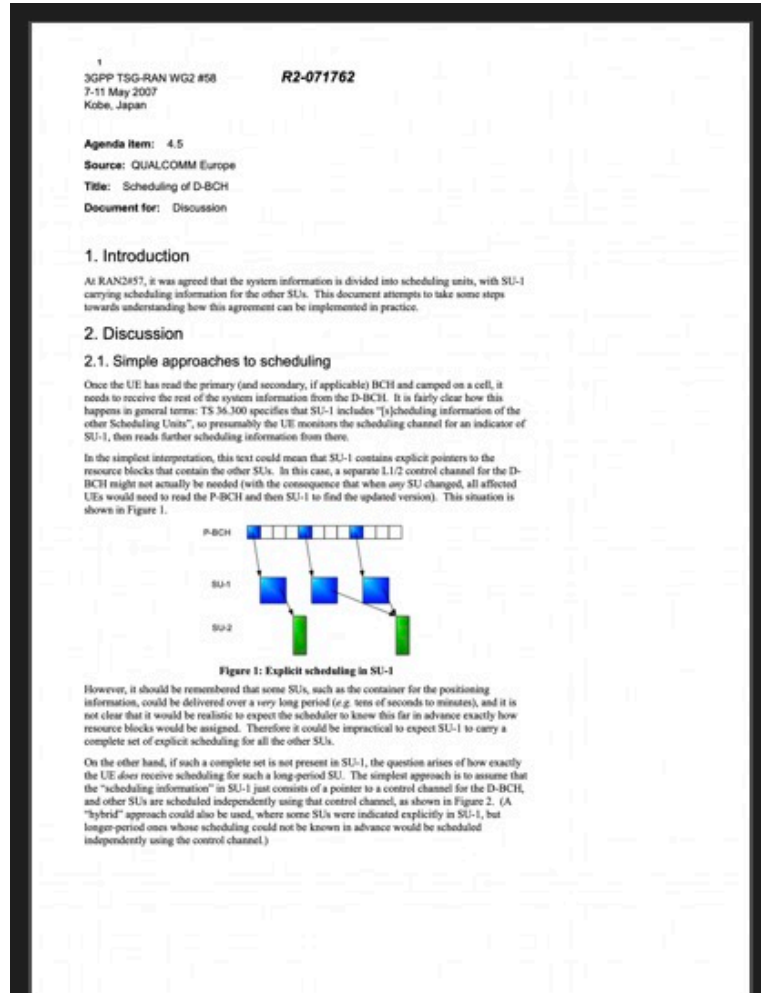 1
3GPP TSG-RAN WG2 #58 R2-071762
7-11 May 2007
Kobe, Japan
Agenda item: 4.5
Source: QUALCOMM Europe
Title: Scheduling of D-BCH
Document for: Discussion
1. Introduction
At RAN2#57, it was agreed that the system information is divided into scheduling units, with SU-1
carrying scheduling information for the other SUs. This document attempts to take some steps
towards understanding how this agreement can be implemented in practice.
2. Discussion
2.1. Simple approaches to scheduling
Once the UE has read the primary (and secondary, if applicable) BCH and camped on a cell, it
needs to receive the rest of the system information from the D-BCH. It is fairly clear how this
happens in general terms: TS 36.300 specifies that SU-1 includes "[s]cheduling information of the
other Scheduling Units", so presumably the UE monitors the scheduling channel for an indicator of
SU-1, then reads further scheduling information from there.
In the simplest interpretation, this text could mean that SU-1 contains explicit pointers to the
resource blocks that contain the other SUs. In this case, a separate L1/2 control channel for the D-
BCH might not actually be needed (with the consequence that when any SU changed, all affected
UEs would need to read the P-BCH and then SU-1 to find the updated version). This situation is
shown in Figure 1.
P-BCH
SU-1
SU-2
Figure 1: Explicit scheduling in SU-1
However, it should be remembered that some SUs, such as the container for the positioning
information, could be delivered over a very long period (e.g. tens of seconds to minutes), and it is
not clear that it would be realistic to expect the scheduler to know this far in advance exactly how
resource blocks would be assigned. Therefore it could be impractical to expect SU-1 to carry a
complete set of explicit scheduling for all the other SUs.
On the other hand, if such a complete set is not present in SU-1, the question arises of how exactly
the UE does receive scheduling for such a long-period SU. The simplest approach is to assume that
the "scheduling information" in SU-1 just consists of a pointer to a control channel for the D-BCH,
and other SUs are scheduled independently using that control channel, as shown in Figure 2. (A
"hybrid" approach could also be used, where some SUs were indicated explicitly in SU-1, but
longer-period ones whose scheduling could not be known in advance would be scheduled
independently using the control channel.)